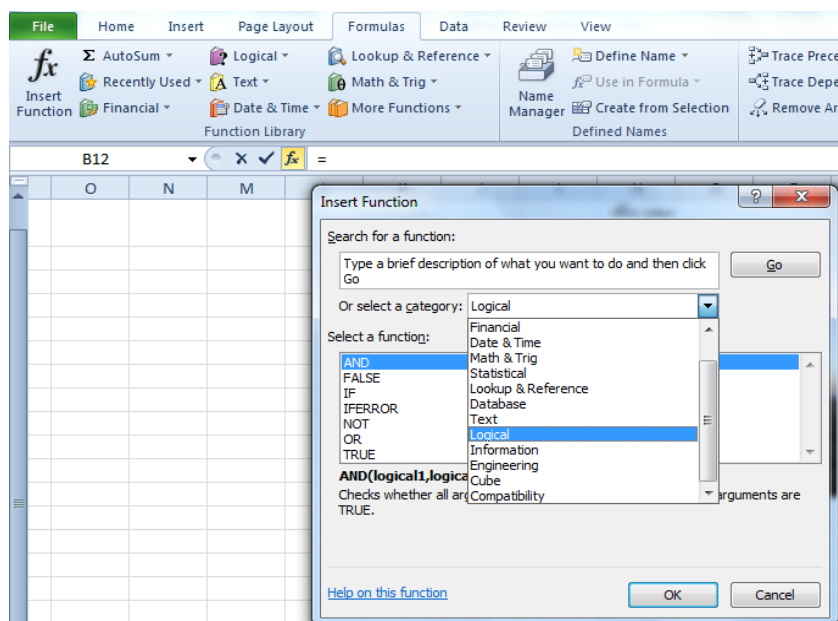 File Home Insert Page Layout Formulas Data Review View
Σ AutoSum Logical Lookup & Reference Define Name Trace Prece
fx Recently Used Text Math & Trig Use in Formula Trace Depe
Insert Function Financial Date & Time More Functions Name Manager Create from Selection Remove Ar
Function Library Defined Names
B12 fx =
O N M
Insert Function
Search for a function:
Type a brief description of what you want to do and then click
Go
Go
Or select a category: Logical
Financial
Date & Time
Math & Trig
Statistical
Lookup & Reference
Database
Text
Logical
Information
Engineering
Cube
Compatibility
Select a function:
AND
FALSE
IF
IFERROR
NOT
OR
TRUE
AND(logical1,logica
Checks whether all arg arguments are
TRUE.
Help on this function
OK Cancel